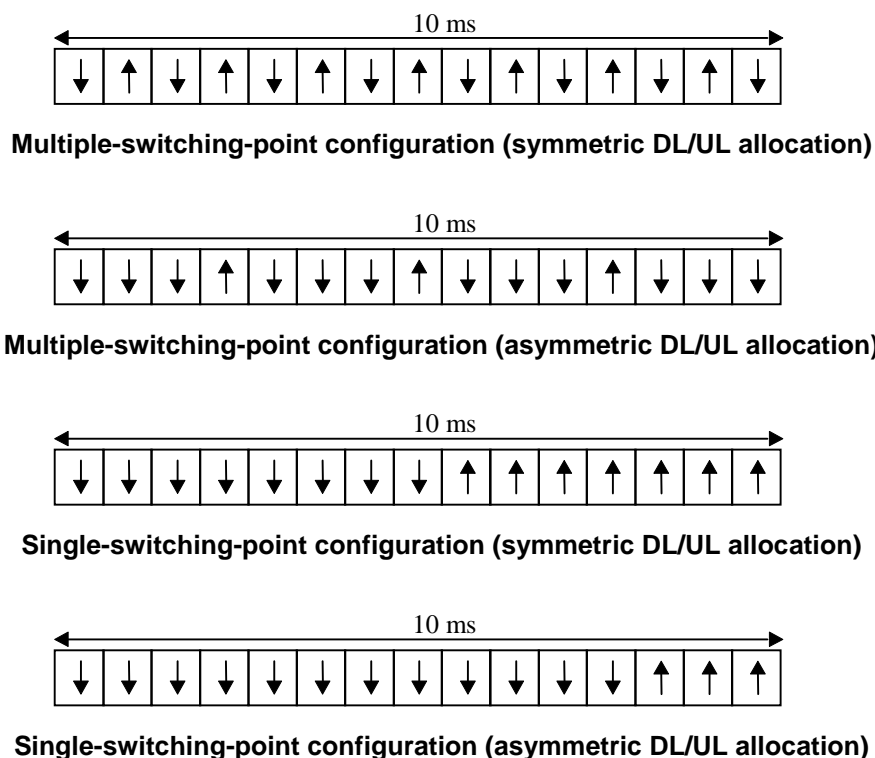 10 ms
Multiple-switching-point configuration (symmetric DL/UL allocation)
10 ms
Multiple-switching-point configuration (asymmetric DL/UL allocation)
10 ms
Single-switching-point configuration (symmetric DL/UL allocation)
10 ms
Single-switching-point configuration (asymmetric DL/UL allocation)